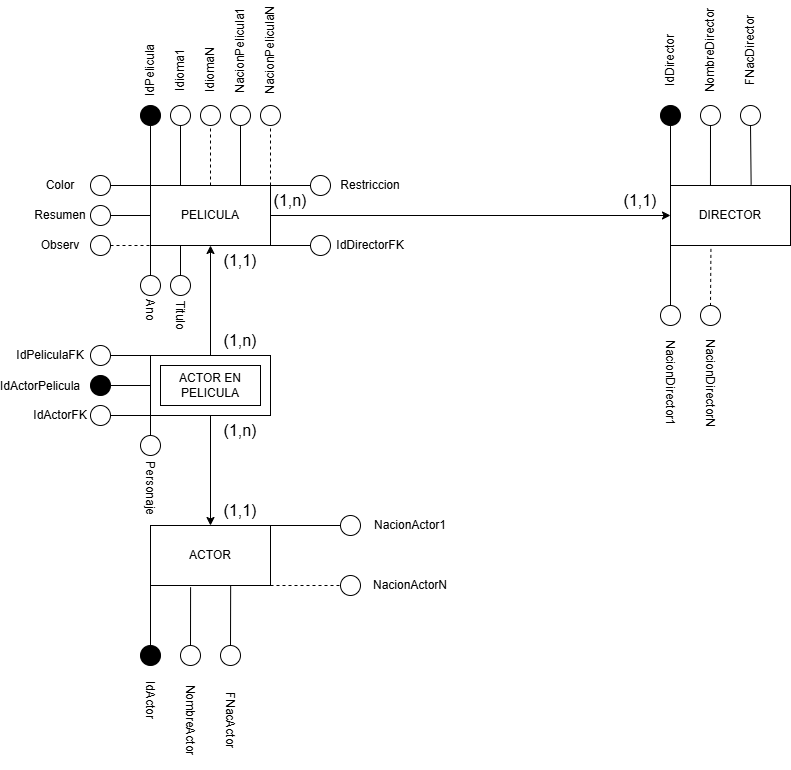 IdPelicula
Idioma1
IdiomaN
NacionPelicula1
NacionPeliculaN
IdDirector
NombreDirector
FNacDirector
Color
Restriccion
Resumen
PELICULA
(1,n)
(1,1)
DIRECTOR
Observ
IdDirectorFK
(1,1)
Ano
Titulo
NacionDirector1
NacionDirectorN
(1,n)
IdPeliculaFK
IdActorPelicula
ACTOR EN
PELICULA
IdActorFK
(1,n)
Personaje
(1,1)
NacionActor1
ACTOR
NacionActorN
IdActor
NombreActor
FNacActor